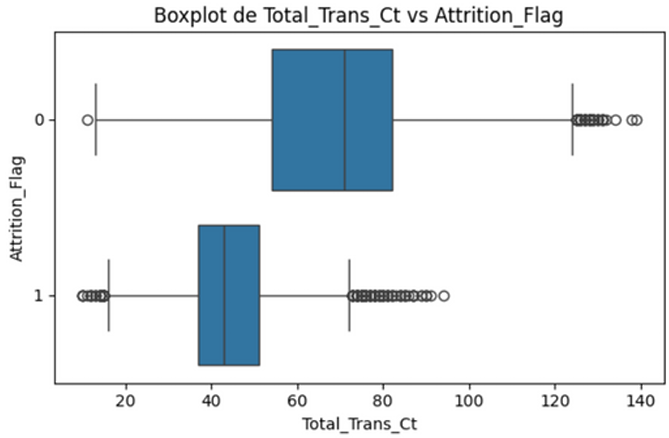 Boxplot de Total_Trans_Ct vs Attrition_Flag
0
Attrition_Flag
1
20 40 60 80 100 120 140
Total_Trans_Ct